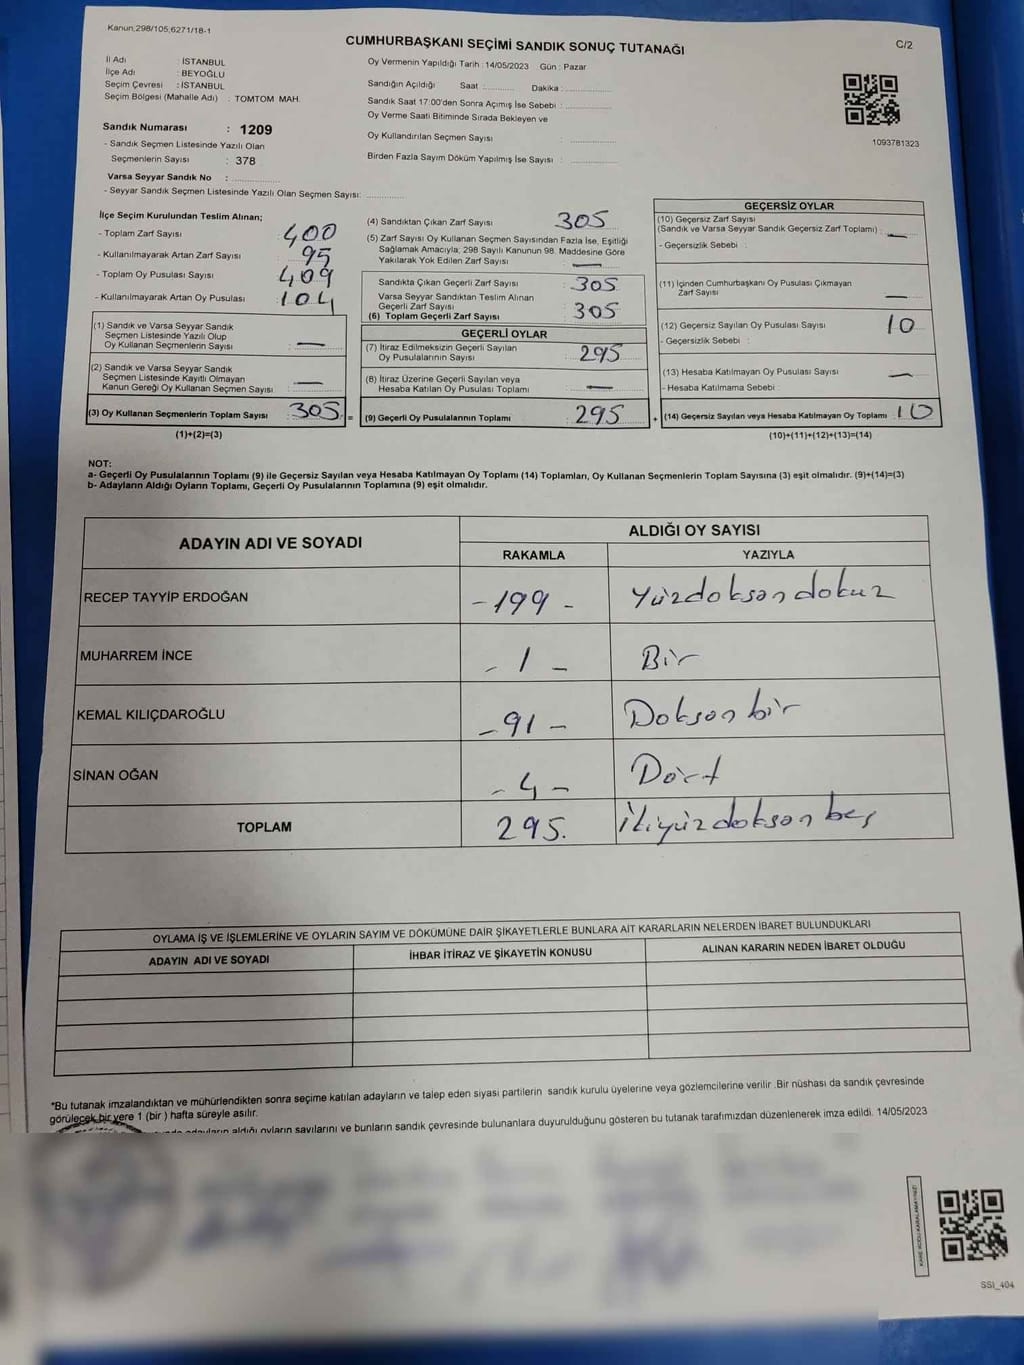 Kanun;298/105;6271/18-1
CUMHURBAŞKANI SEÇİMİ SANDIK SONUÇ TUTANAĞI
C/2
İl Adı : İSTANBUL
İlçe Adı : BEYOĞLU
Seçim Çevresi : İSTANBUL
Seçim Bölgesi (Mahalle Adı) : TOMTOM MAH.
Sandık Numarası : 1209
- Sandık Seçmen Listesinde Yazılı Olan
Seçmenlerin Sayısı : 378
Varsa Seyyar Sandık No : ....................
- Seyyar Sandık Seçmen Listesinde Yazılı Olan Seçmen Sayısı: .............
Oy Vermenin Yapıldığı Tarih : 14/05/2023 Gün : Pazar
Sandığın Açıldığı Saat ........... Dakika : ...............
Sandık Saat 17:00'den Sonra Açımış İse Sebebi : ...............
Oy Verme Saati Bitiminde Sırada Bekleyen ve
Oy Kullandırılan Seçmen Sayısı : ...............
Birden Fazla Sayım Döküm Yapılmış İse Sayısı : ...............
1093781323
İlçe Seçim Kurulundan Teslim Alınan;
- Toplam Zarf Sayısı : 400
- Kullanılmayarak Artan Zarf Sayısı : 95
- Toplam Oy Pusulası Sayısı : 409
- Kullanılmayarak Artan Oy Pusulası : 104
(1) Sandık ve Varsa Seyyar Sandık
Seçmen Listesinde Yazılı Olup
Oy Kullanan Seçmenlerin Sayısı : —
(2) Sandık ve Varsa Seyyar Sandık
Seçmen Listesinde Kayıtlı Olmayan
Kanun Gereği Oy Kullanan Seçmen Sayısı : —
(3) Oy Kullanan Seçmenlerin Toplam Sayısı : 305 =
(1)+(2)=(3)
(4) Sandıktan Çıkan Zarf Sayısı : 305
(5) Zarf Sayısı Oy Kullanan Seçmen Sayısından Fazla İse, Eşitliği
Sağlamak Amacıyla; 298 Sayılı Kanunun 98. Maddesine Göre
Yakılarak Yok Edilen Zarf Sayısı : —
Sandıkta Çıkan Geçerli Zarf Sayısı : 305
Varsa Seyyar Sandıktan Teslim Alınan
Geçerli Zarf Sayısı :
(6) Toplam Geçerli Zarf Sayısı : 305
GEÇERLİ OYLAR
(7) İtiraz Edilmeksizin Geçerli Sayılan
Oy Pusulalarının Sayısı : 295
(8) İtiraz Üzerine Geçerli Sayılan veya
Hesaba Katılan Oy Pusulası Toplamı : —
(9) Geçerli Oy Pusulalarının Toplamı : 295 +
GEÇERSİZ OYLAR
(10) Geçersiz Zarf Sayısı
(Sandık ve Varsa Seyyar Sandık Geçersiz Zarf Toplamı) : —
- Geçersizlik Sebebi :
(11) İçinden Cumhurbaşkanı Oy Pusulası Çıkmayan
Zarf Sayısı : —
(12) Geçersiz Sayılan Oy Pusulası Sayısı : 10
- Geçersizlik Sebebi :
(13) Hesaba Katılmayan Oy Pusulası Sayısı : —
- Hesaba Katılmama Sebebi :
(14) Geçersiz Sayılan veya Hesaba Katılmayan Oy Toplamı : 10
(10)+(11)+(12)+(13)=(14)
NOT:
a- Geçerli Oy Pusulalarının Toplamı (9) ile Geçersiz Sayılan veya Hesaba Katılmayan Oy Toplamı (14) Toplamları, Oy Kullanan Seçmenlerin Toplam Sayısına (3) eşit olmalıdır. (9)+(14)=(3)
b- Adayların Aldığı Oyların Toplamı, Geçerli Oy Pusulalarının Toplamına (9) eşit olmalıdır.
ADAYIN ADI VE SOYADI
ALDIĞI OY SAYISI
RAKAMLA YAZIYLA
RECEP TAYYİP ERDOĞAN -199- Yüzdoksandokuz
MUHARREM İNCE -1- Bir
KEMAL KILIÇDAROĞLU -91- Doksanbir
SİNAN OĞAN -4- Dört
TOPLAM 295. İkiyüzdoksanbeş
OYLAMA İŞ VE İŞLEMLERİNE VE OYLARIN SAYIM VE DÖKÜMÜNE DAİR ŞİKAYETLERLE BUNLARA AİT KARARLARIN NELERDEN İBARET BULUNDUKLARI
ADAYIN ADI VE SOYADI İHBAR İTİRAZ VE ŞİKAYETİN KONUSU ALINAN KARARIN NEDEN İBARET OLDUĞU
*Bu tutanak imzalandıktan ve mühürlendikten sonra seçime katılan adayların ve talep eden siyasi partilerin sandık kurulu üyelerine veya gözlemcilerine verilir .Bir nüshası da sandık çevresinde
görülecek bir yere 1 (bir ) hafta süreyle asılır.
adayların aldığı oyların sayılarını ve bunların sandık çevresinde bulunanlara duyurulduğunu gösteren bu tutanak tarafımızdan düzenlenerek imza edildi. 14/05/2023
KARE KODU KARALAMAYINIZ!
SSI_404